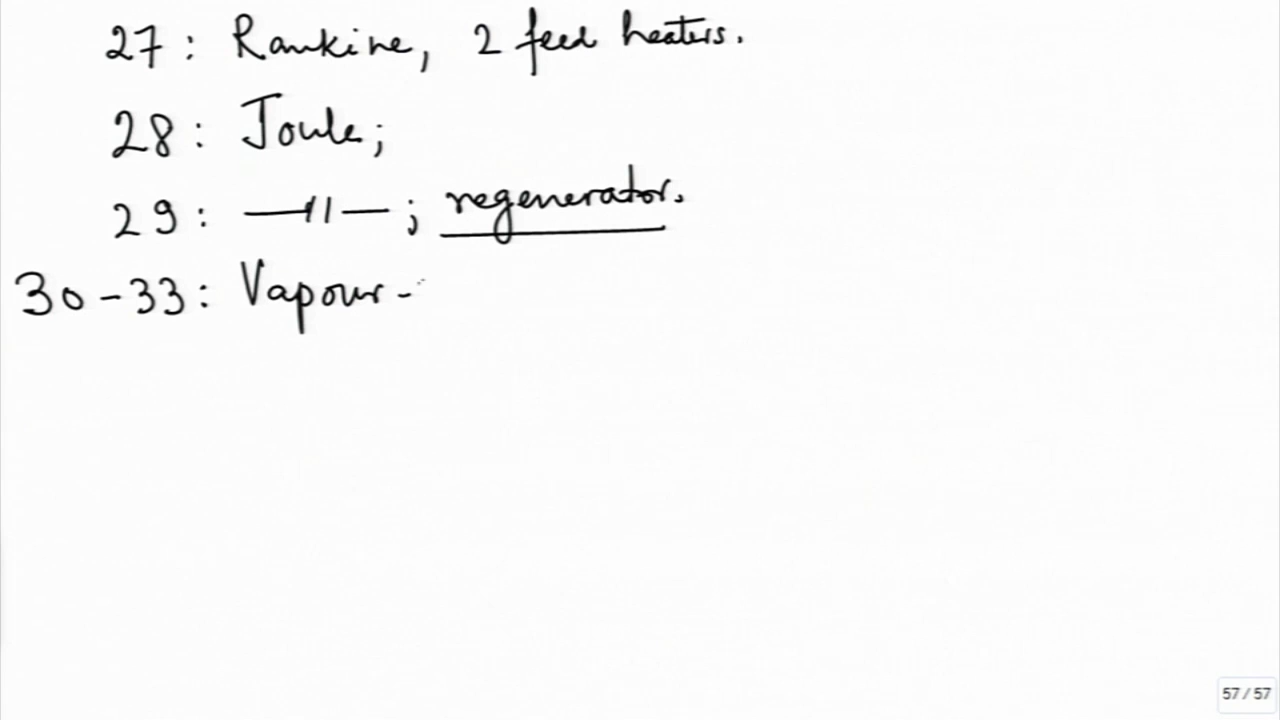 27: Rankine, 2 feed heaters.
28: Joule;
29: —〃—; regenerator.
30-33: Vapour-
57/57